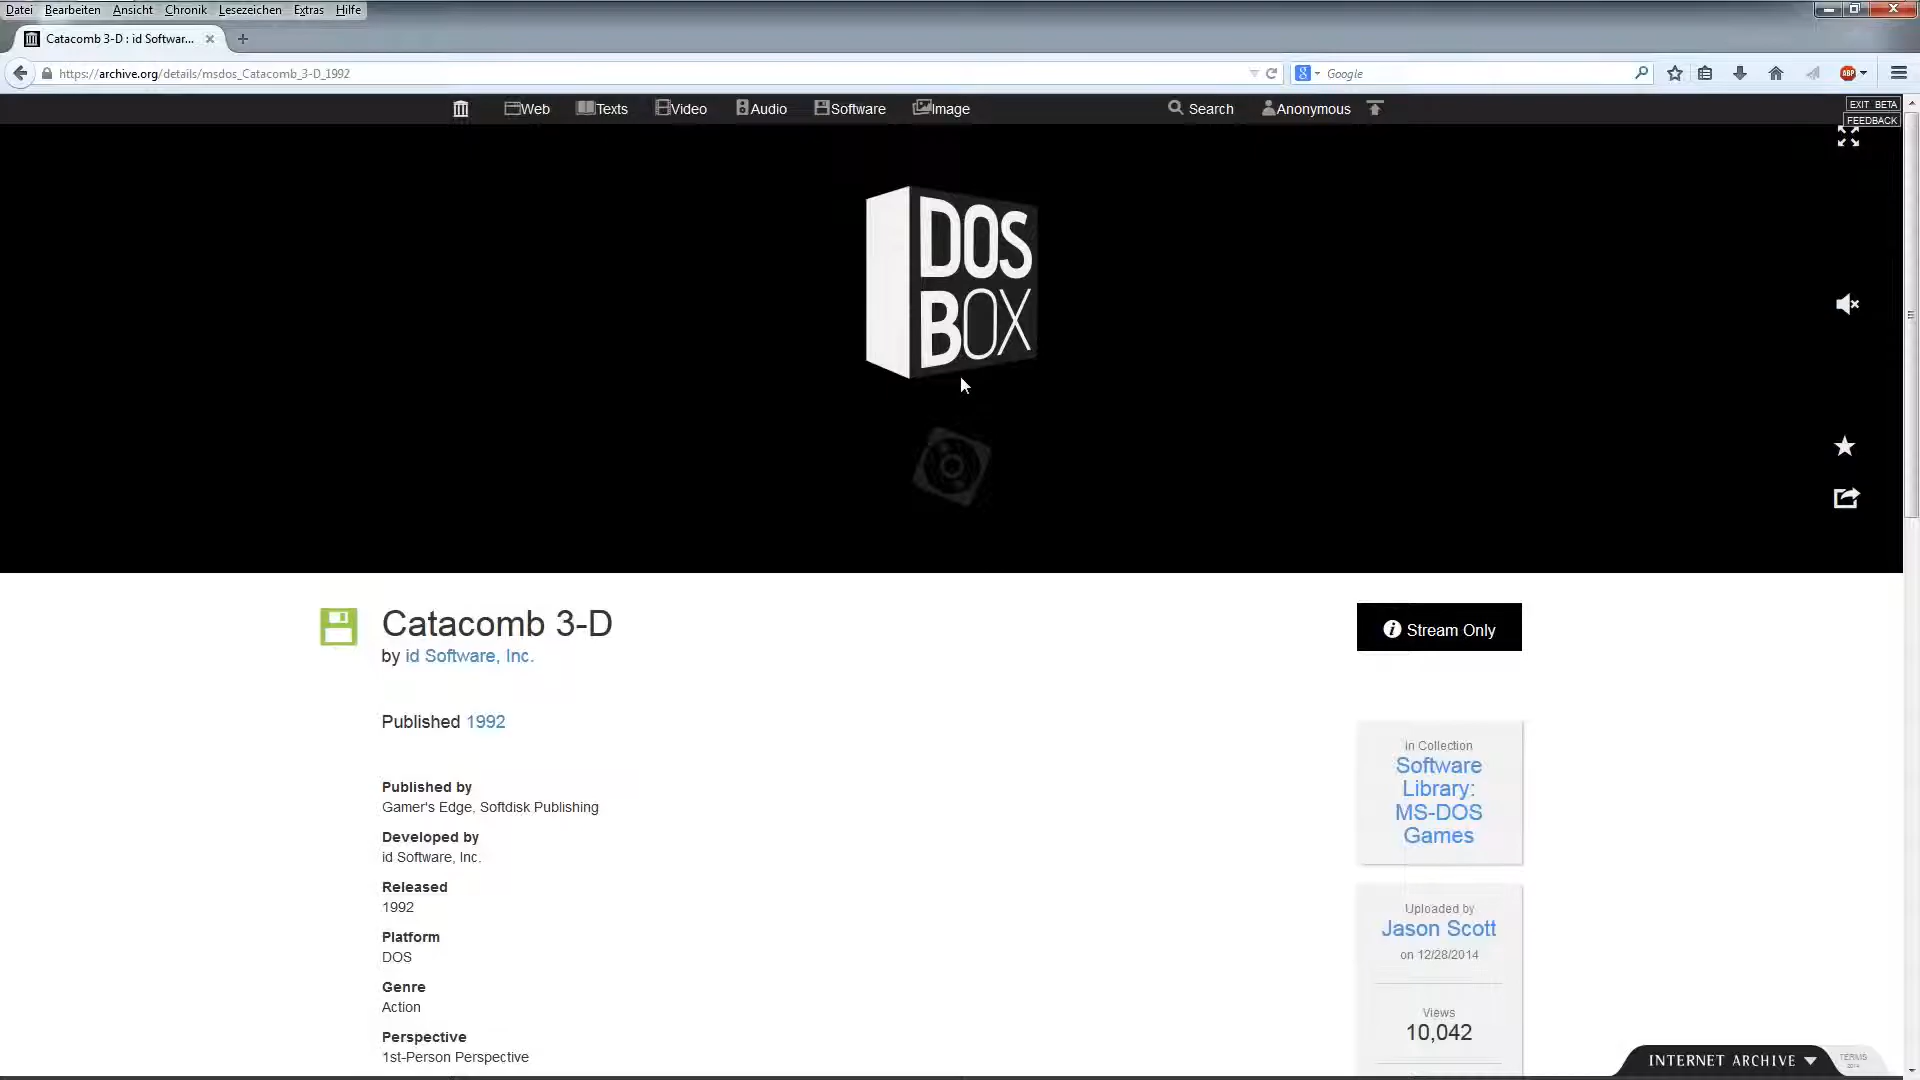 Datei Bearbeiten Ansicht Chronik Lesezeichen Extras Hilfe
Catacomb 3-D : id Softwar...
https://archive.org/details/msdos_Catacomb_3-D_1992
Google
ABP
Web Texts Video Audio Software Image Search Anonymous
EXIT BETA
FEEDBACK
DOS
BOX
Catacomb 3-D
by id Software, Inc.
Stream Only
Published 1992
Published by
Gamer's Edge, Softdisk Publishing
Developed by
id Software, Inc.
Released
1992
Platform
DOS
Genre
Action
Perspective
1st-Person Perspective
in Collection
Software
Library:
MS-DOS
Games
Uploaded by
Jason Scott
on 12/28/2014
Views
10,042
INTERNET ARCHIVE
TERMS
2014